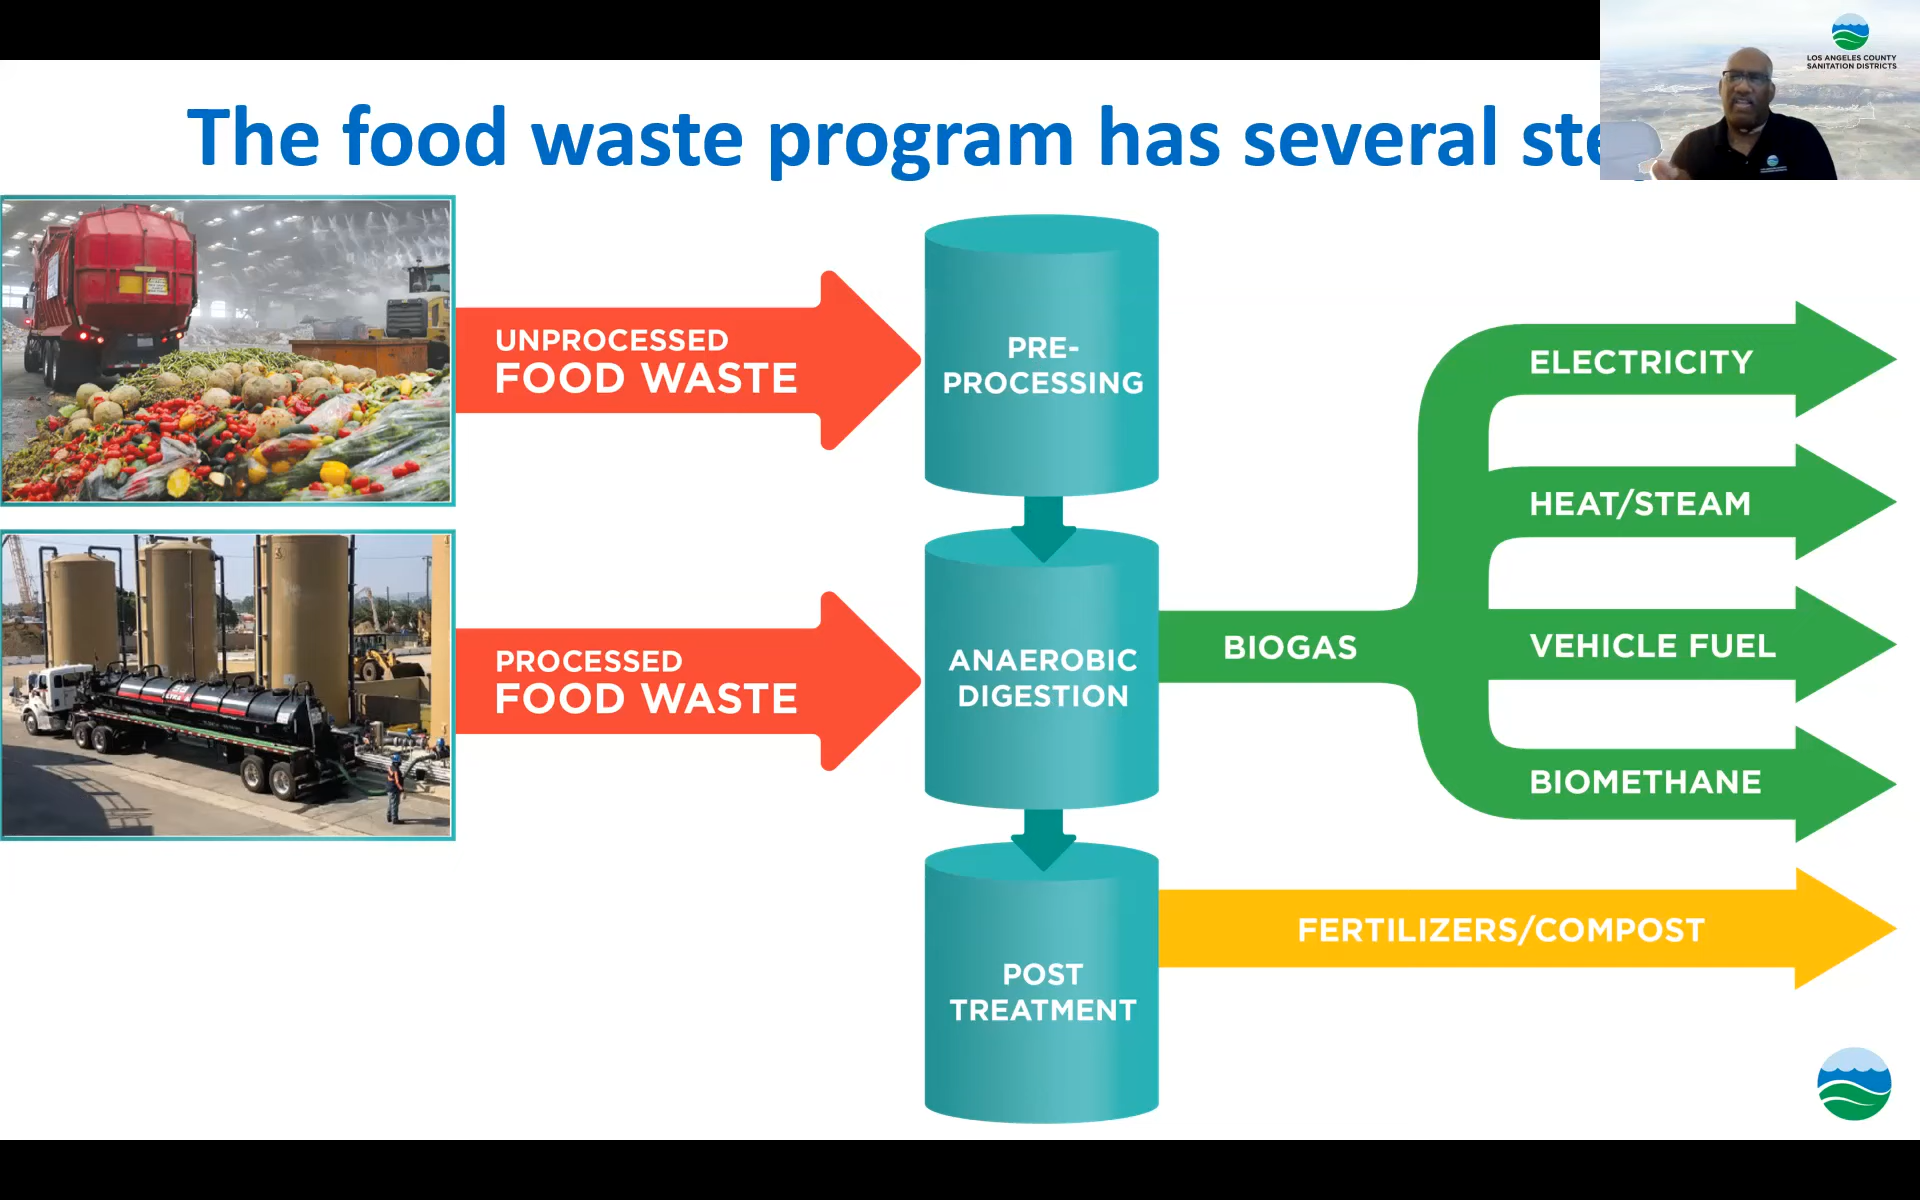 LOS ANGELES COUNTY
SANITATION DISTRICTS
The food waste program has several
UNPROCESSED
FOOD WASTE
PRE-
PROCESSING
ELECTRICITY
HEAT/STEAM
PROCESSED
FOOD WASTE
ANAEROBIC
DIGESTION
BIOGAS
VEHICLE FUEL
BIOMETHANE
POST
TREATMENT
FERTILIZERS/COMPOST